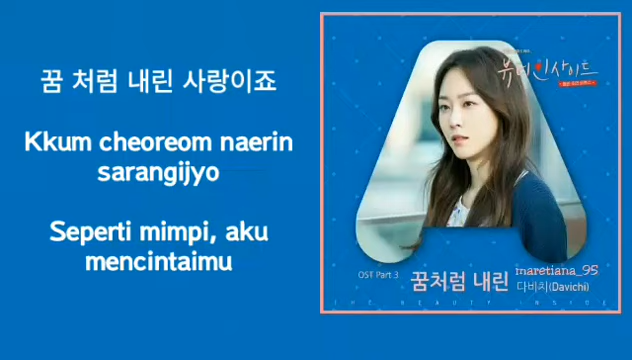 꿈 처럼 내린 사랑이죠
Kkum cheoreom naerin
sarangijyo
Seperti mimpi, aku
mencintaimu
뷰티인사이드
OST Part 3
꿈처럼 내린
maretiana_95
다비치(Davichi)
THE BEAUTY INSIDE